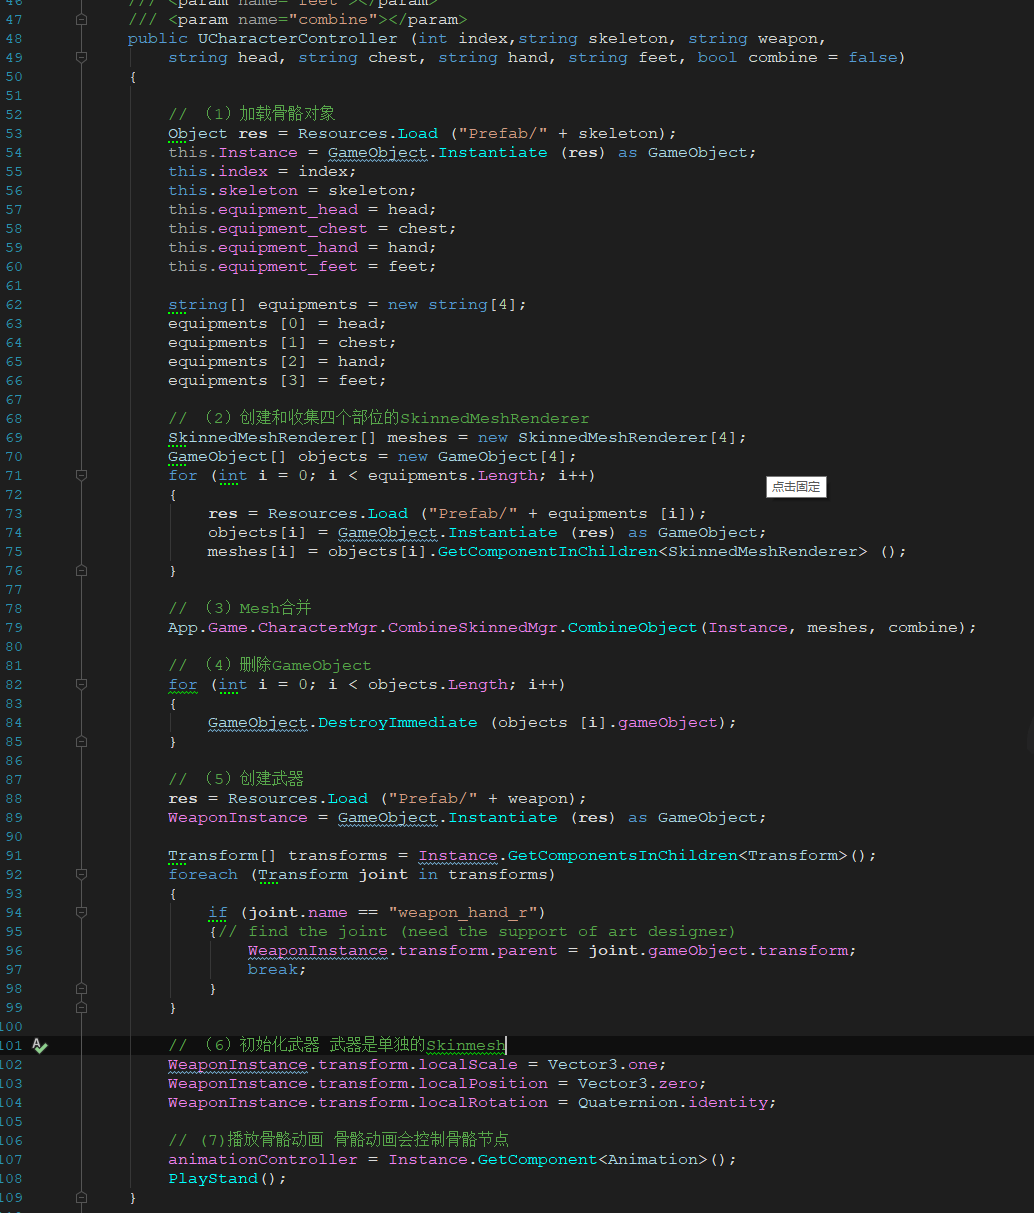 46 /// <param name="feet"></param>
47 /// <param name="combine"></param>
48 public UCharacterController (int index,string skeleton, string weapon,
49 string head, string chest, string hand, string feet, bool combine = false)
50 {
51
52 // （1）加载骨骼对象
53 Object res = Resources.Load ("Prefab/" + skeleton);
54 this.Instance = GameObject.Instantiate (res) as GameObject;
55 this.index = index;
56 this.skeleton = skeleton;
57 this.equipment_head = head;
58 this.equipment_chest = chest;
59 this.equipment_hand = hand;
60 this.equipment_feet = feet;
61
62 string[] equipments = new string[4];
63 equipments [0] = head;
64 equipments [1] = chest;
65 equipments [2] = hand;
66 equipments [3] = feet;
67
68 // （2）创建和收集四个部位的SkinnedMeshRenderer
69 SkinnedMeshRenderer[] meshes = new SkinnedMeshRenderer[4];
70 GameObject[] objects = new GameObject[4];
71 for (int i = 0; i < equipments.Length; i++)
点击固定
72 {
73 res = Resources.Load ("Prefab/" + equipments [i]);
74 objects[i] = GameObject.Instantiate (res) as GameObject;
75 meshes[i] = objects[i].GetComponentInChildren<SkinnedMeshRenderer> ();
76 }
77
78 // （3）Mesh合并
79 App.Game.CharacterMgr.CombineSkinnedMgr.CombineObject(Instance, meshes, combine);
80
81 // （4）删除GameObject
82 for (int i = 0; i < objects.Length; i++)
83 {
84 GameObject.DestroyImmediate (objects [i].gameObject);
85 }
86
87 // （5）创建武器
88 res = Resources.Load ("Prefab/" + weapon);
89 WeaponInstance = GameObject.Instantiate (res) as GameObject;
90
91 Transform[] transforms = Instance.GetComponentsInChildren<Transform>();
92 foreach (Transform joint in transforms)
93 {
94 if (joint.name == "weapon_hand_r")
95 {// find the joint (need the support of art designer)
96 WeaponInstance.transform.parent = joint.gameObject.transform;
97 break;
98 }
99 }
100
101 // （6）初始化武器 武器是单独的Skinmesh
102 WeaponInstance.transform.localScale = Vector3.one;
103 WeaponInstance.transform.localPosition = Vector3.zero;
104 WeaponInstance.transform.localRotation = Quaternion.identity;
105
106 // (7)播放骨骼动画 骨骼动画会控制骨骼节点
107 animationController = Instance.GetComponent<Animation>();
108 PlayStand();
109 }